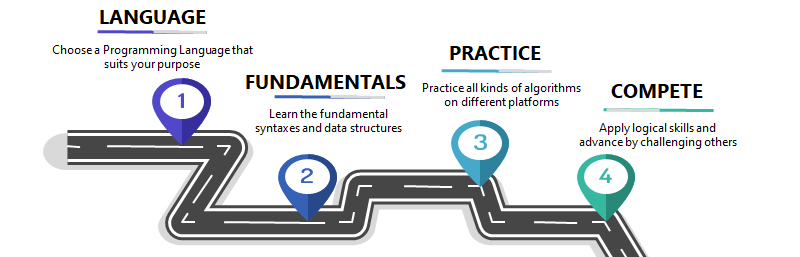 LANGUAGE
Choose a Programming Language that
suits your purpose
1
FUNDAMENTALS
Learn the fundamental
syntaxes and data structures
2
PRACTICE
Practice all kinds of algorithms
on different platforms
3
COMPETE
Apply logical skills and
advance by challenging others
4